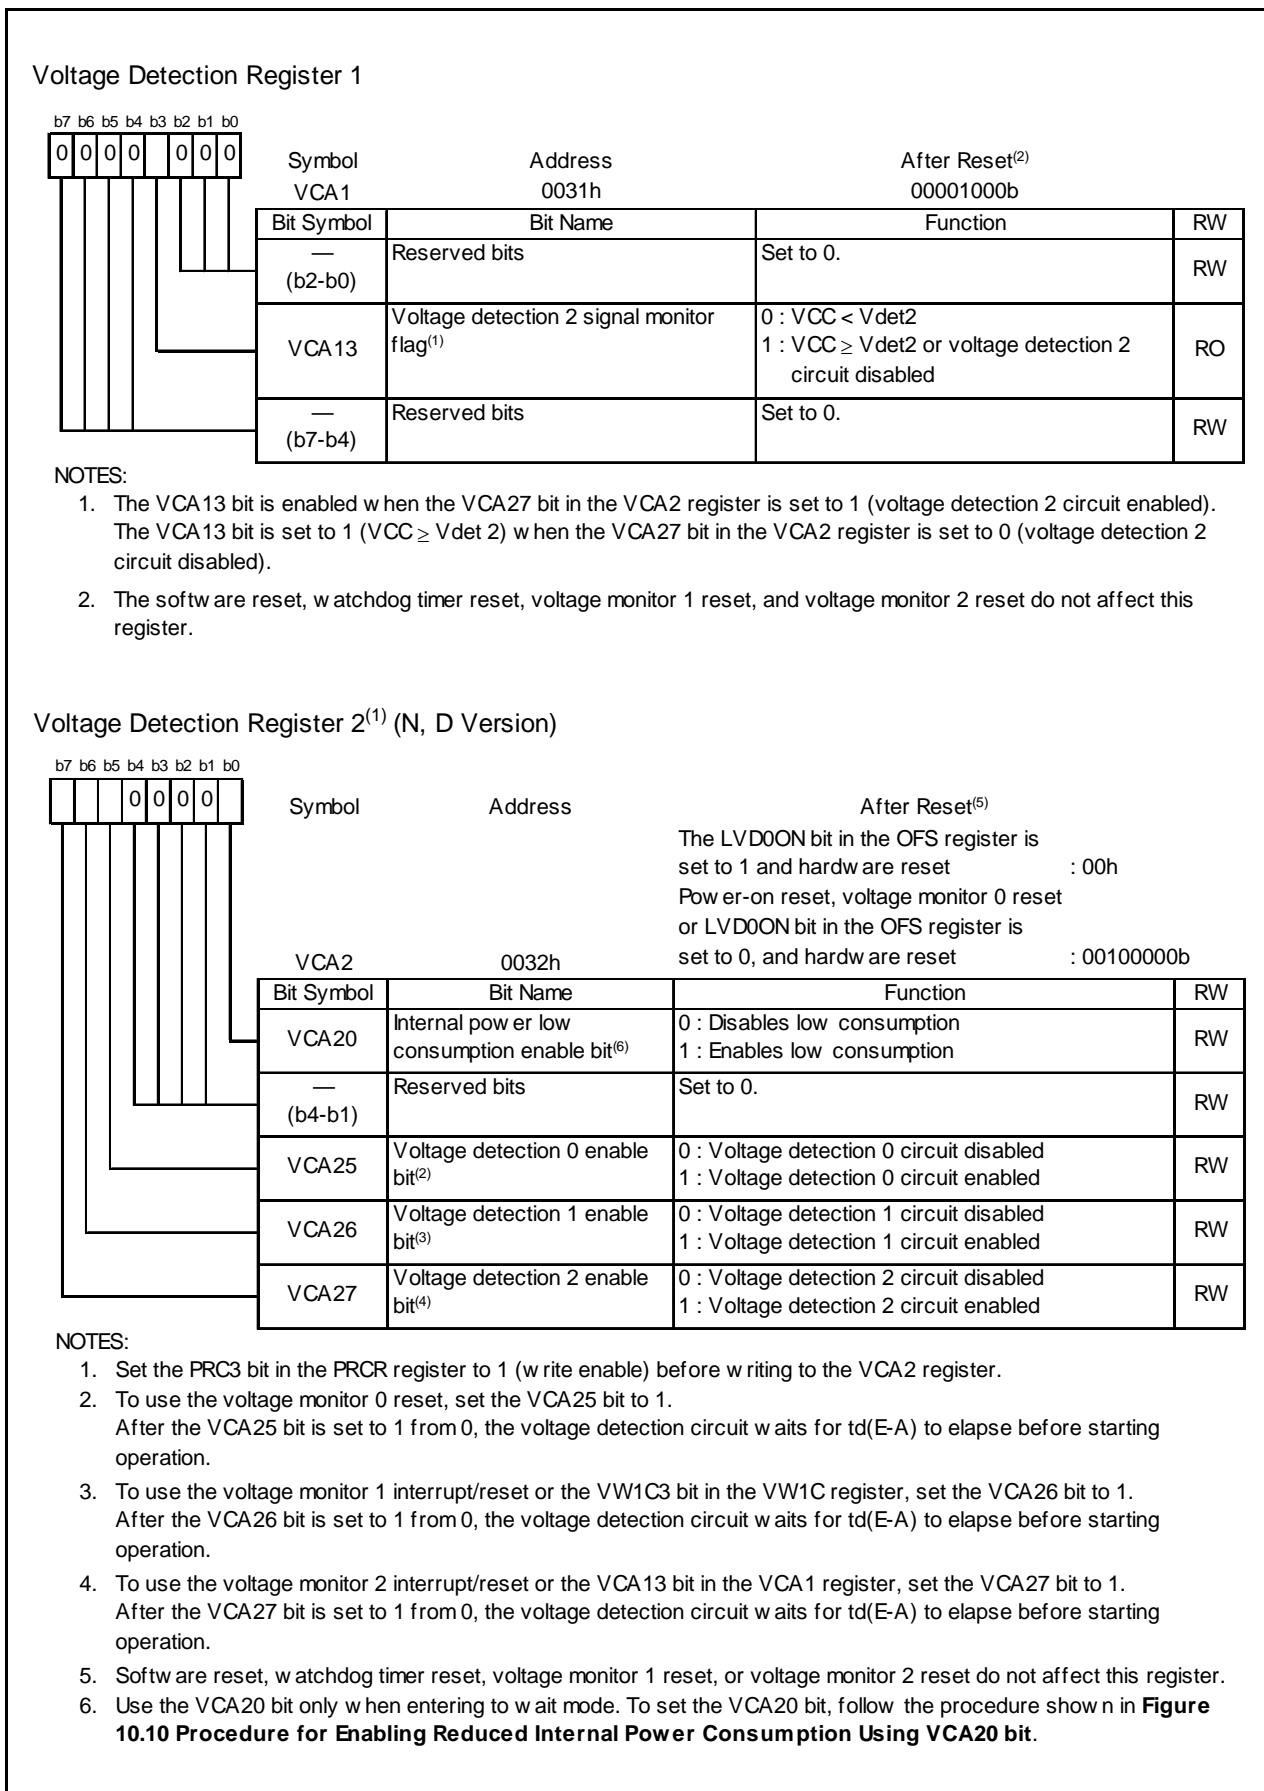 Voltage Detection Register 1
b7 b6 b5 b4 b3 b2 b1 b0
0 0 0 0 0 0 0
Symbol Address After Reset(2)
VCA1 0031h 00001000b
Bit Symbol Bit Name Function RW
— (b2-b0) Reserved bits Set to 0. RW
VCA13 Voltage detection 2 signal monitor flag(1) 0 : VCC < Vdet2
1 : VCC ≥ Vdet2 or voltage detection 2
circuit disabled RO
— (b7-b4) Reserved bits Set to 0. RW
NOTES:
1. The VCA13 bit is enabled when the VCA27 bit in the VCA2 register is set to 1 (voltage detection 2 circuit enabled).
The VCA13 bit is set to 1 (VCC ≥ Vdet 2) when the VCA27 bit in the VCA2 register is set to 0 (voltage detection 2
circuit disabled).
2. The software reset, watchdog timer reset, voltage monitor 1 reset, and voltage monitor 2 reset do not affect this
register.
Voltage Detection Register 2(1) (N, D Version)
b7 b6 b5 b4 b3 b2 b1 b0
0 0 0 0
Symbol Address After Reset(5)
The LVD0ON bit in the OFS register is
set to 1 and hardware reset : 00h
Power-on reset, voltage monitor 0 reset
or LVD0ON bit in the OFS register is
VCA2 0032h set to 0, and hardware reset : 00100000b
Bit Symbol Bit Name Function RW
VCA20 Internal power low consumption enable bit(6) 0 : Disables low consumption
1 : Enables low consumption RW
— (b4-b1) Reserved bits Set to 0. RW
VCA25 Voltage detection 0 enable bit(2) 0 : Voltage detection 0 circuit disabled
1 : Voltage detection 0 circuit enabled RW
VCA26 Voltage detection 1 enable bit(3) 0 : Voltage detection 1 circuit disabled
1 : Voltage detection 1 circuit enabled RW
VCA27 Voltage detection 2 enable bit(4) 0 : Voltage detection 2 circuit disabled
1 : Voltage detection 2 circuit enabled RW
NOTES:
1. Set the PRC3 bit in the PRCR register to 1 (write enable) before writing to the VCA2 register.
2. To use the voltage monitor 0 reset, set the VCA25 bit to 1.
After the VCA25 bit is set to 1 from 0, the voltage detection circuit waits for td(E-A) to elapse before starting
operation.
3. To use the voltage monitor 1 interrupt/reset or the VW1C3 bit in the VW1C register, set the VCA26 bit to 1.
After the VCA26 bit is set to 1 from 0, the voltage detection circuit waits for td(E-A) to elapse before starting
operation.
4. To use the voltage monitor 2 interrupt/reset or the VCA13 bit in the VCA1 register, set the VCA27 bit to 1.
After the VCA27 bit is set to 1 from 0, the voltage detection circuit waits for td(E-A) to elapse before starting
operation.
5. Software reset, watchdog timer reset, voltage monitor 1 reset, or voltage monitor 2 reset do not affect this register.
6. Use the VCA20 bit only when entering to wait mode. To set the VCA20 bit, follow the procedure shown in Figure
10.10 Procedure for Enabling Reduced Internal Power Consumption Using VCA20 bit.